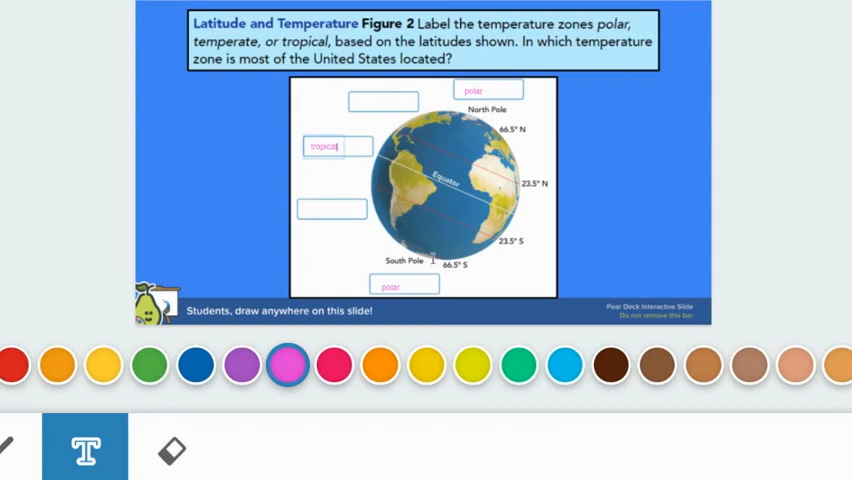 Latitude and Temperature Figure 2 Label the temperature zones polar,
temperate, or tropical, based on the latitudes shown. In which temperature
zone is most of the United States located?
polar
North Pole
66.5° N
tropical
Equator
23.5° N
23.5° S
South Pole
66.5° S
polar
Students, draw anywhere on this slide!
Pear Deck Interactive Slide
Do not remove this bar
T